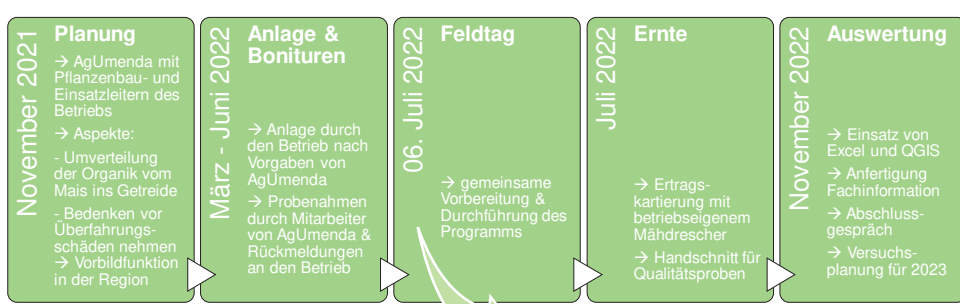 November 2021
Planung
→ AgUmenda mit
Pflanzenbau- und
Einsatzleitern des
Betriebs
→ Aspekte:
- Umverteilung
der Organik vom
Mais ins Getreide
- Bedenken vor
Überfahrungs-
schäden nehmen
→ Vorbildfunktion
in der Region
März - Juni 2022
Anlage &
Bonituren
→ Anlage durch
den Betrieb nach
Vorgaben von
AgUmenda
→ Probenahmen
durch Mitarbeiter
von AgUmenda &
Rückmeldungen
an den Betrieb
06. Juli 2022
Feldtag
→ gemeinsame
Vorbereitung &
Durchführung des
Programms
Juli 2022
Ernte
→ Ertrags-
kartierung mit
betriebseigenem
Mähdrescher
→ Handschnitt für
Qualitätsproben
November 2022
Auswertung
→ Einsatz von
Excel und QGIS
→ Anfertigung
Fachinformation
→ Abschluss-
gespräch
→ Versuchs-
planung für 2023